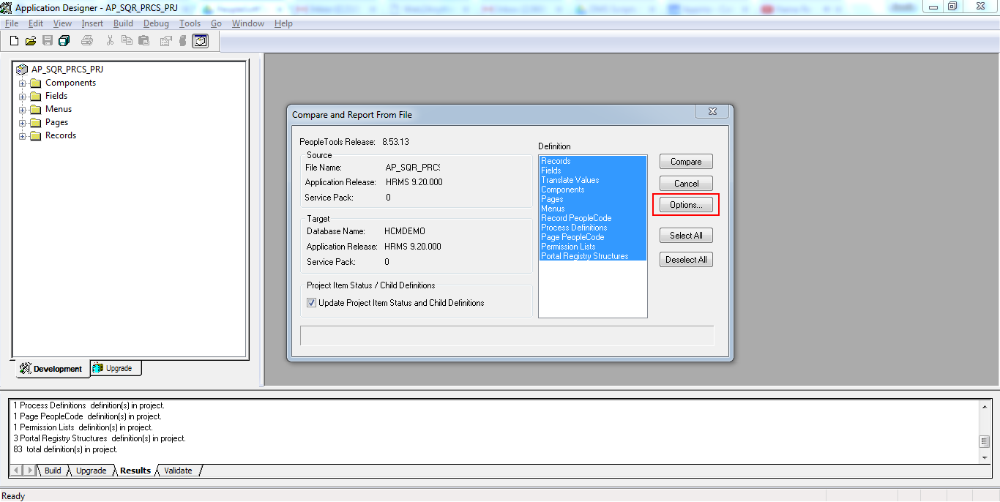 Application Designer - AP_SQR_PRCS_PRJ
File Edit View Insert Build Debug Tools Go Window Help
AP_SQR_PRCS_PRJ
Components
Fields
Menus
Pages
Records
Development Upgrade
Compare and Report From File
PeopleTools Release: 8.53.13
Source
File Name: AP_SQR_PRCS
Application Release: HRMS 9.20.000
Service Pack: 0
Target
Database Name: HCMDEMO
Application Release: HRMS 9.20.000
Service Pack: 0
Project Item Status / Child Definitions
Update Project Item Status and Child Definitions
Definition
Records
Fields
Translate Values
Components
Pages
Menus
Record PeopleCode
Process Definitions
Page PeopleCode
Permission Lists
Portal Registry Structures
Compare
Cancel
Options...
Select All
Deselect All
1 Process Definitions definition(s) in project.
1 Page PeopleCode definition(s) in project.
1 Permission Lists definition(s) in project.
3 Portal Registry Structures definition(s) in project.
83 total definition(s) in project.
Build Upgrade Results Validate
Ready